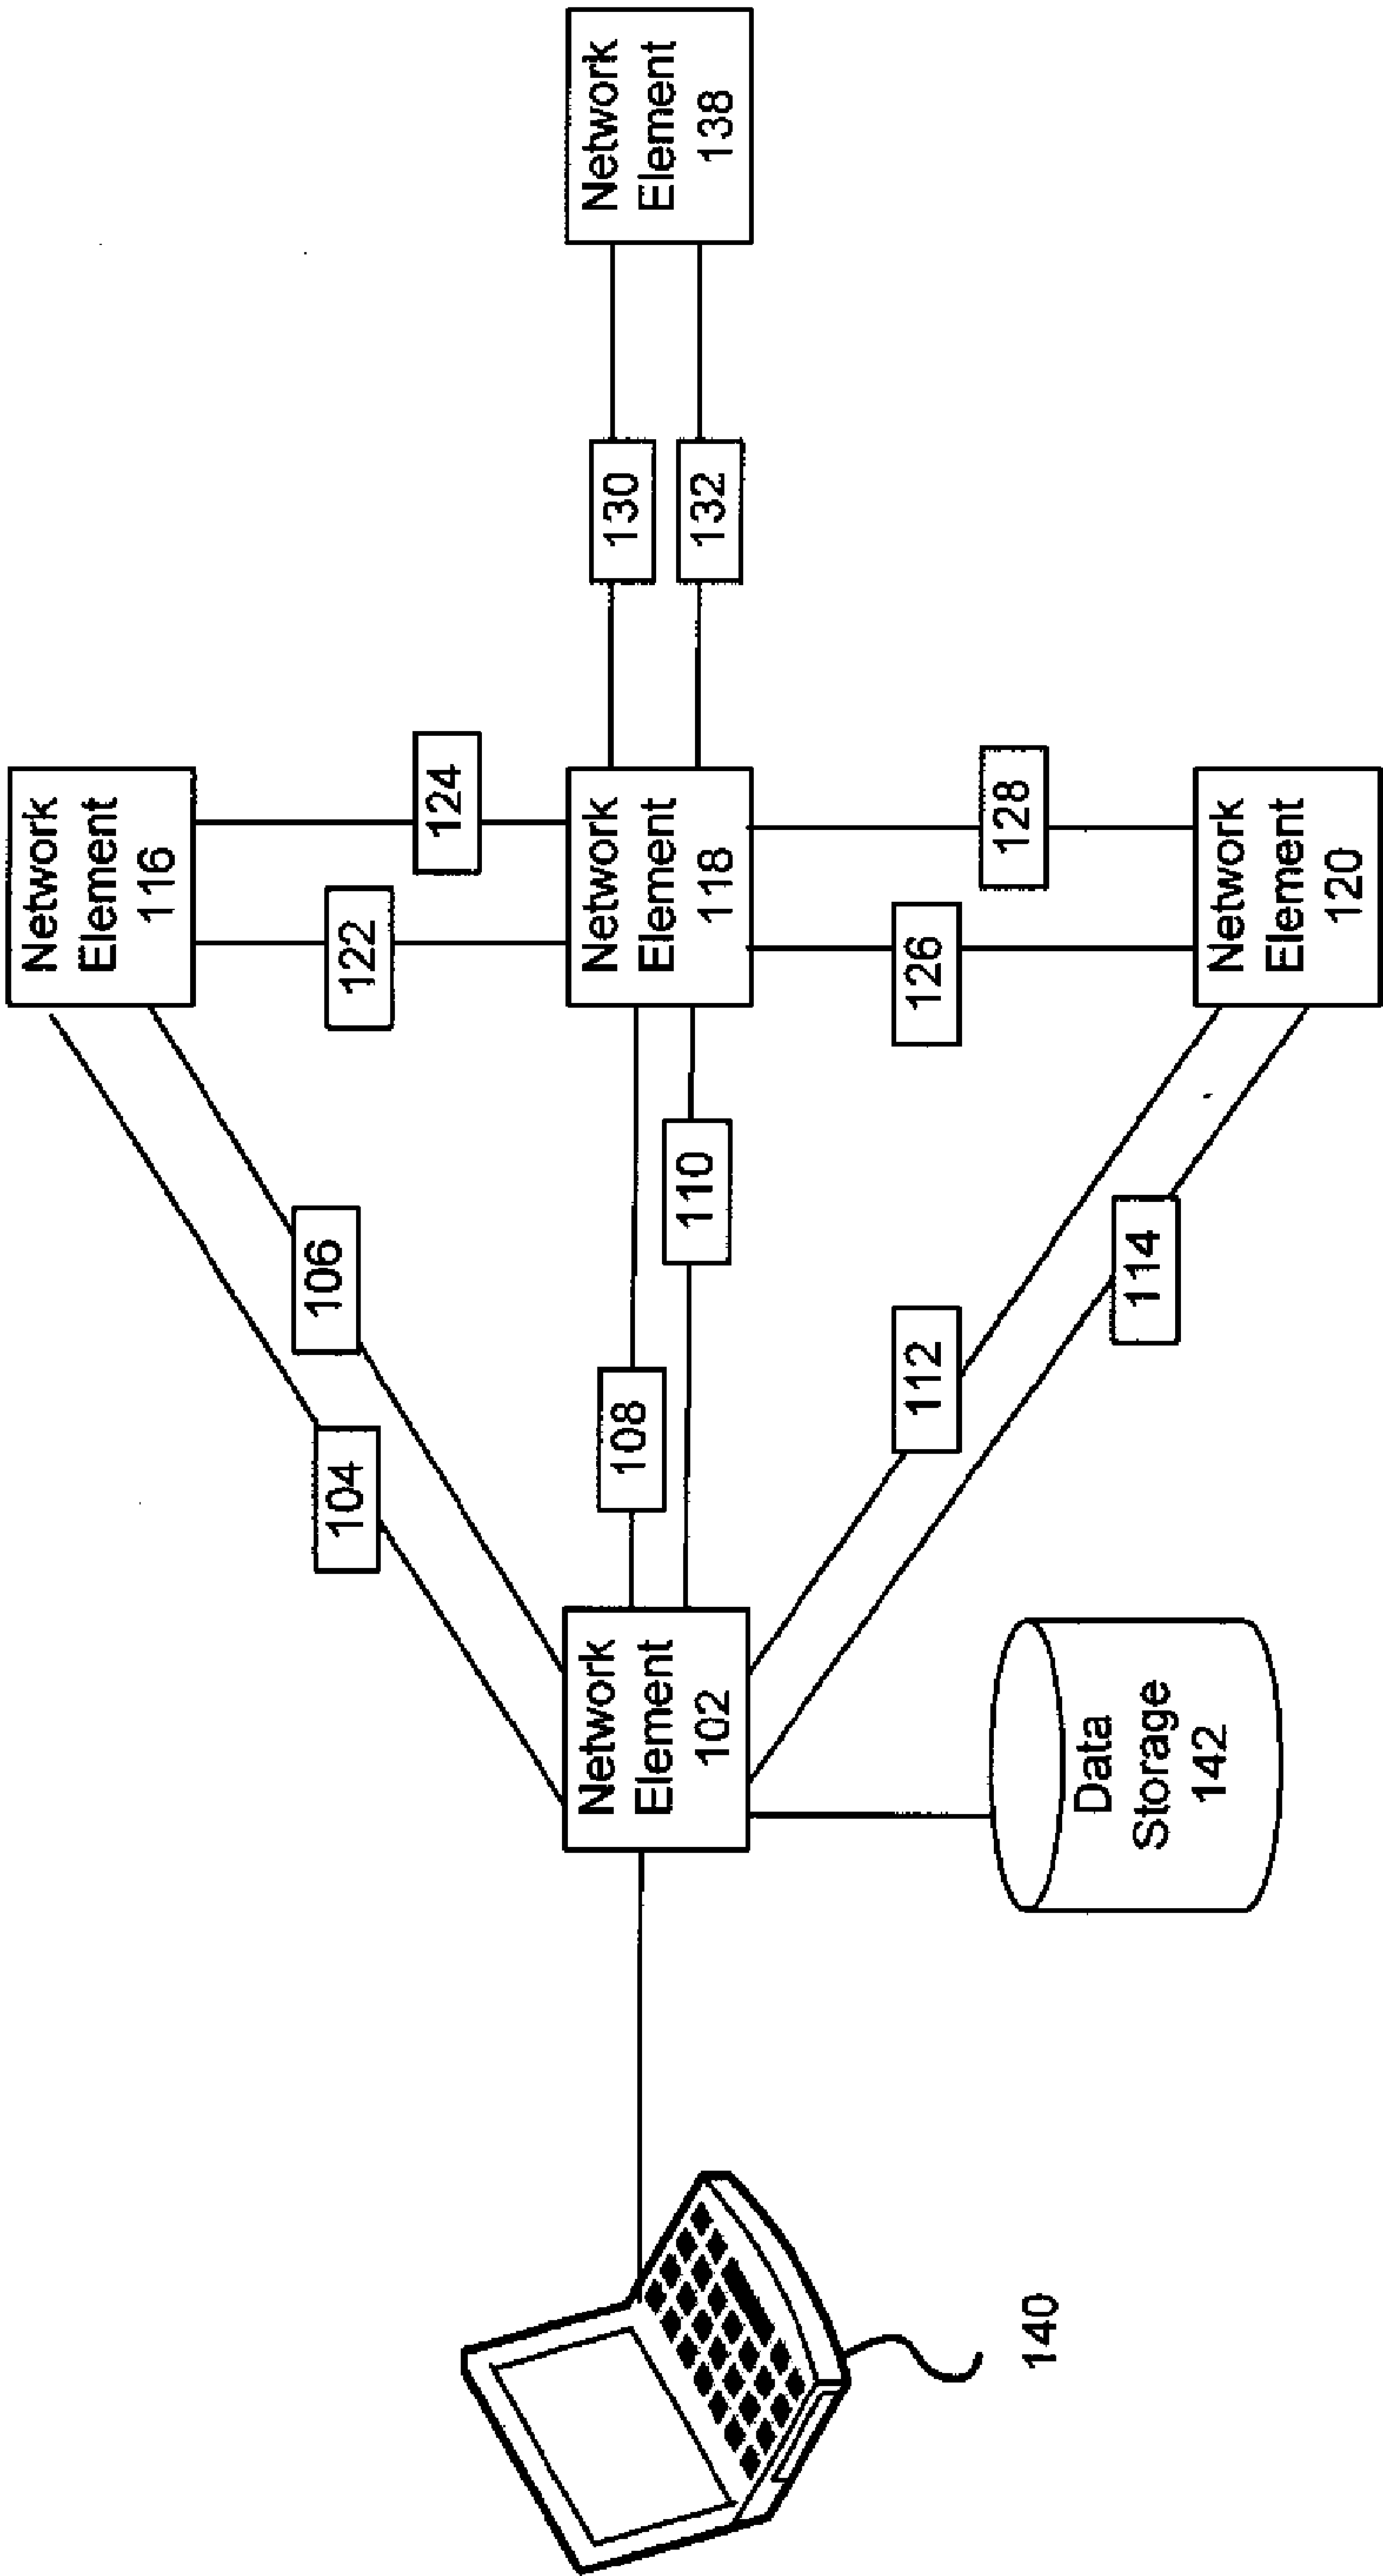 Network
Element
116
104
106
122
124
Network
Element
102
108
110
Network
Element
118
130
132
Network
Element
138
112
114
126
128
Network
Element
120
Data
Storage
142
140